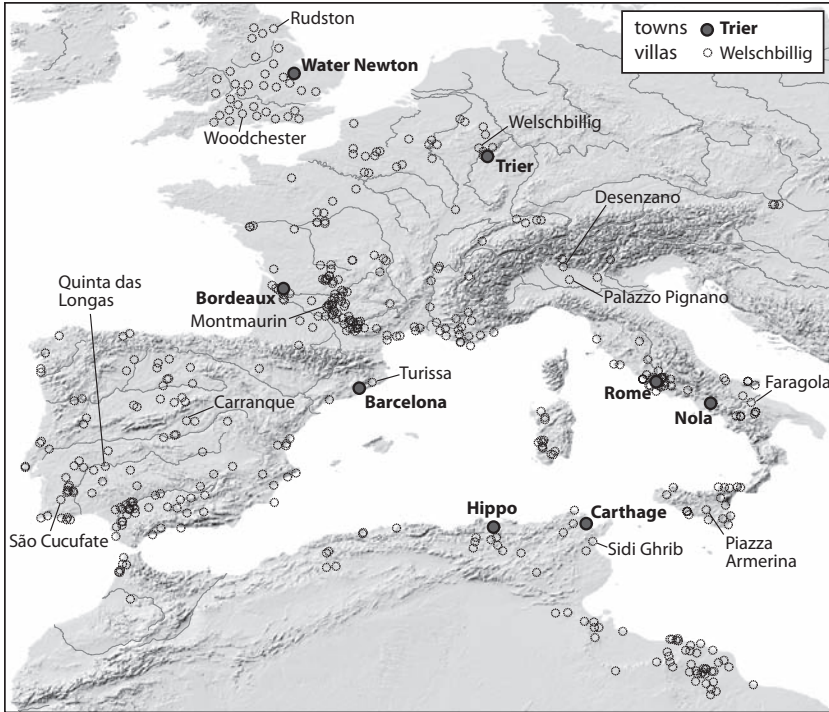 Rudston
towns Trier
villas Welschbillig
Water Newton
Woodchester
Welschbillig
Trier
Desenzano
Quinta das
Longas
Bordeaux
Montmaurin
Palazzo Pignano
Turissa
Barcelona
Carranque
Rome
Faragola
Nola
São Cucufate
Hippo
Carthage
Sidi Ghrib
Piazza
Armerina